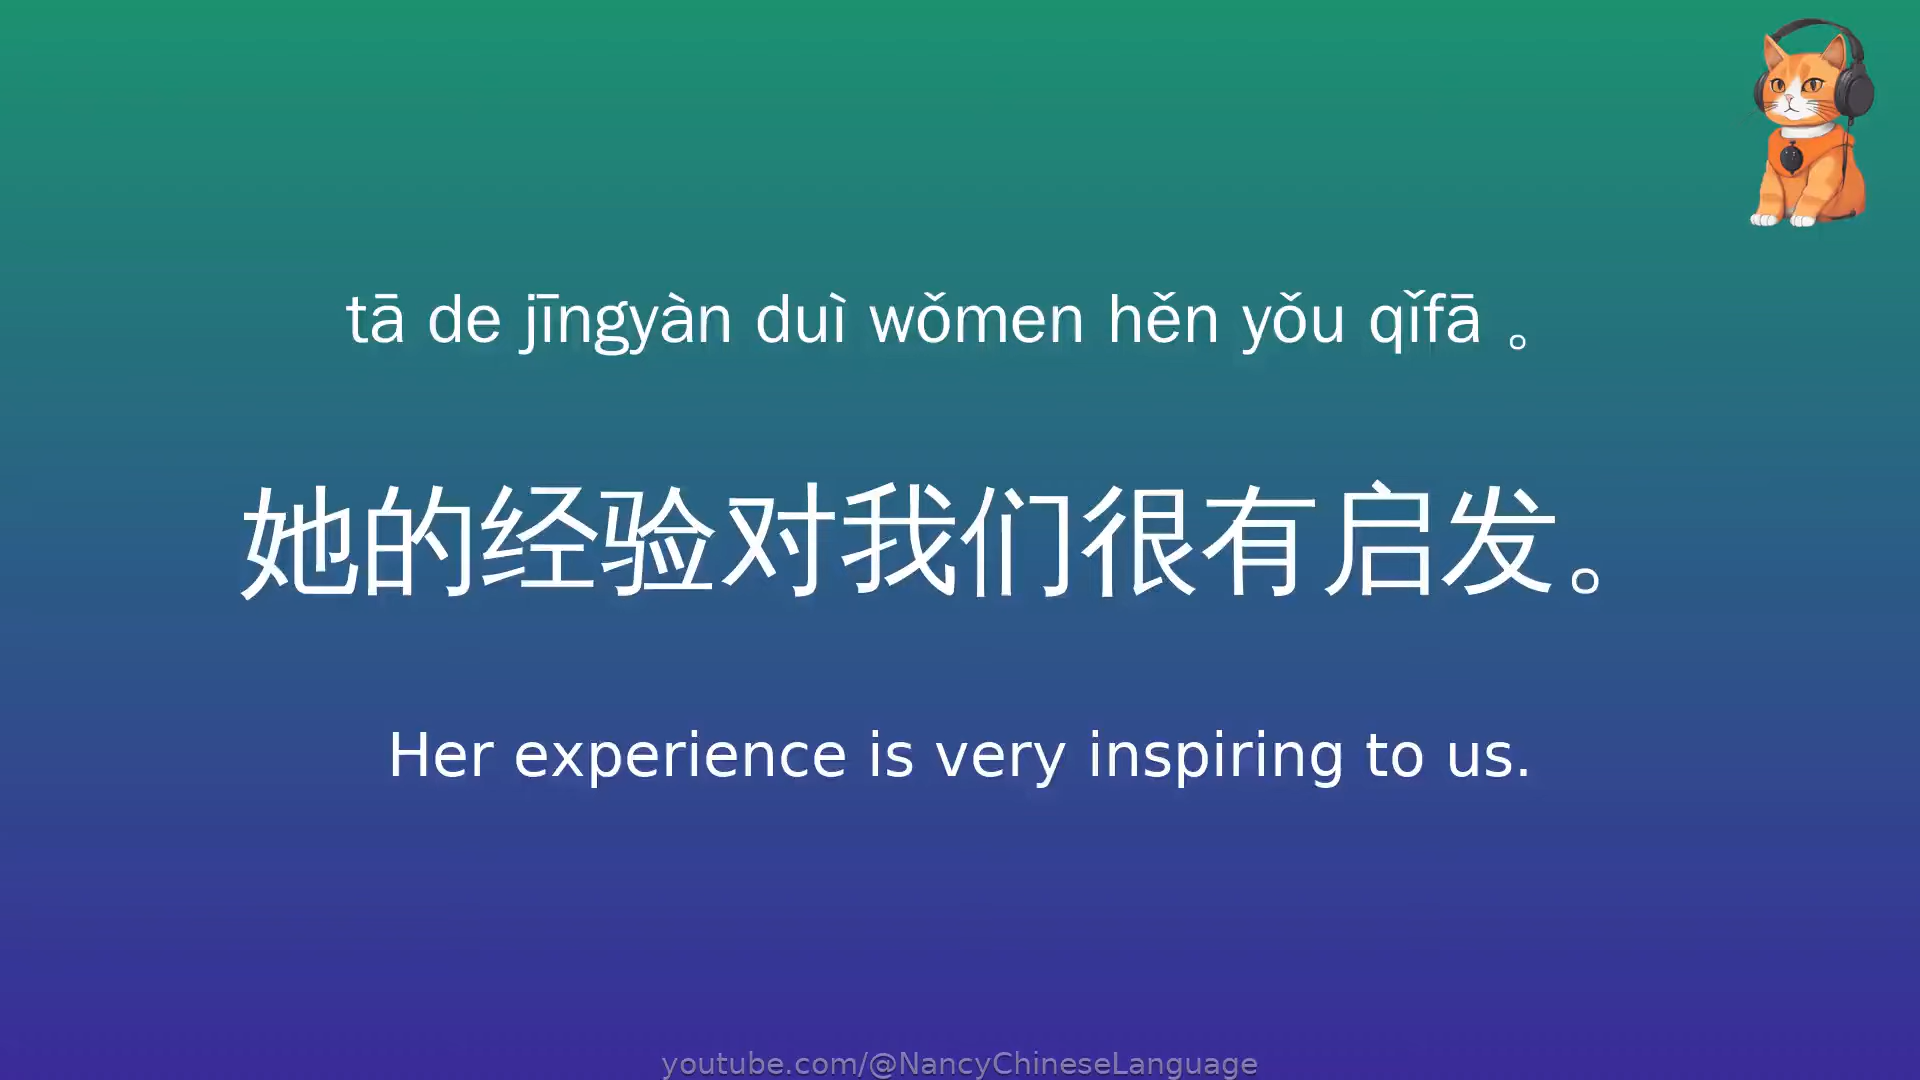 tā de jīngyàn duì wǒmen hěn yǒu qǐfā 。
她的经验对我们很有启发。
Her experience is very inspiring to us.
youtube.com/@NancyChineseLanguage